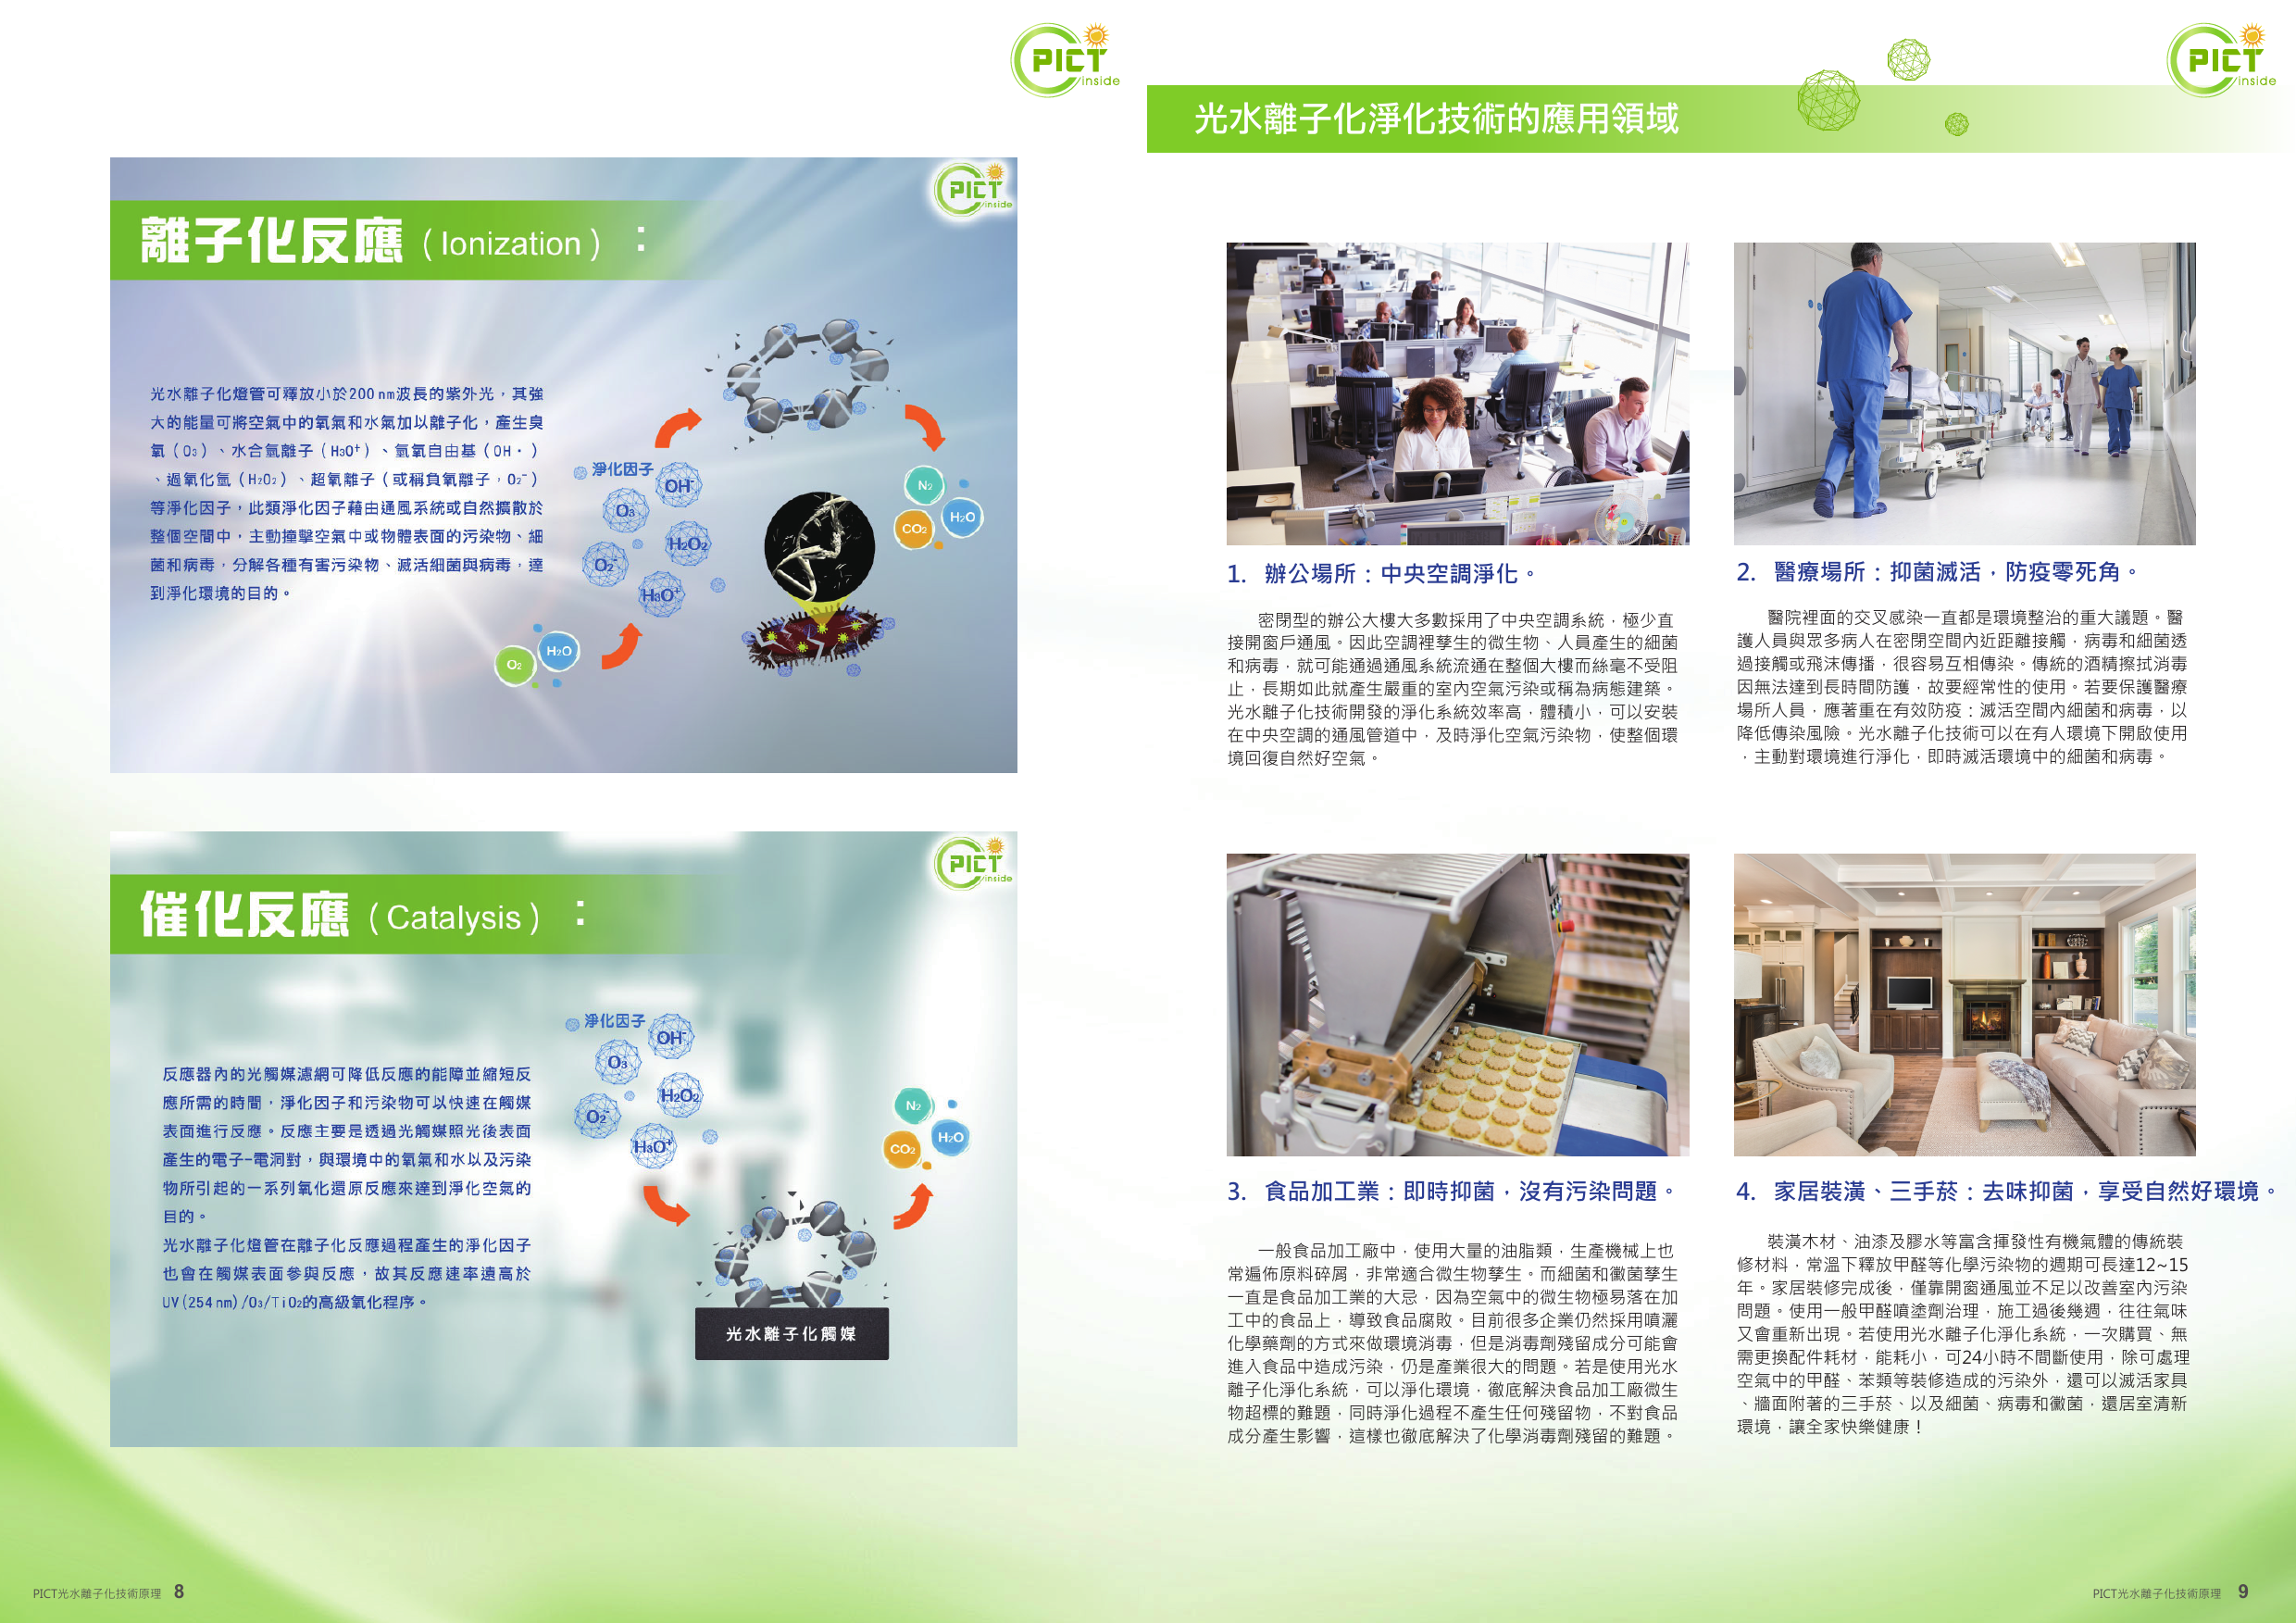 PICT
inside
離子化反應（Ionization）：
PICT
inside
光水離子化燈管可釋放小於200 nm波長的紫外光，其強
大的能量可將空氣中的氧氣和水氣加以離子化，產生臭
氧（O₃）、水合氫離子（H₃O⁺）、氫氧自由基（OH・）
、過氧化氫（H₂O₂）、超氧離子（或稱負氧離子，O₂⁻）
等淨化因子，此類淨化因子藉由通風系統或自然擴散於
整個空間中，主動撞擊空氣中或物體表面的污染物、細
菌和病毒，分解各種有害污染物、滅活細菌與病毒，達
到淨化環境的目的。
淨化因子
OH⁻
O₃
H₂O₂
O₂⁻
H₃O⁺
O₂
H₂O
N₂
CO₂
H₂O
催化反應（Catalysis）：
PICT
inside
反應器內的光觸媒濾網可降低反應的能障並縮短反
應所需的時間，淨化因子和污染物可以快速在觸媒
表面進行反應。反應主要是透過光觸媒照光後表面
產生的電子-電洞對，與環境中的氧氣和水以及污染
物所引起的一系列氧化還原反應來達到淨化空氣的
目的。
光水離子化燈管在離子化反應過程產生的淨化因子
也會在觸媒表面參與反應，故其反應速率遠高於
UV(254 nm)/O₃/TiO₂的高級氧化程序。
淨化因子
OH⁻
O₃
H₂O₂
O₂⁻
H₃O⁺
N₂
H₂O
CO₂
光水離子化觸媒
PICT光水離子化技術原理 8
PICT
inside
光水離子化淨化技術的應用領域
1. 辦公場所：中央空調淨化。
密閉型的辦公大樓大多數採用了中央空調系統，極少直
接開窗戶通風。因此空調裡孳生的微生物、人員產生的細菌
和病毒，就可能通過通風系統流通在整個大樓而絲毫不受阻
止，長期如此就產生嚴重的室內空氣污染或稱為病態建築。
光水離子化技術開發的淨化系統效率高，體積小，可以安裝
在中央空調的通風管道中，及時淨化空氣污染物，使整個環
境回復自然好空氣。
2. 醫療場所：抑菌滅活，防疫零死角。
醫院裡面的交叉感染一直都是環境整治的重大議題。醫
護人員與眾多病人在密閉空間內近距離接觸，病毒和細菌透
過接觸或飛沫傳播，很容易互相傳染。傳統的酒精擦拭消毒
因無法達到長時間防護，故要經常性的使用。若要保護醫療
場所人員，應著重在有效防疫：滅活空間內細菌和病毒，以
降低傳染風險。光水離子化技術可以在有人環境下開啟使用
，主動對環境進行淨化，即時滅活環境中的細菌和病毒。
3. 食品加工業：即時抑菌，沒有污染問題。
一般食品加工廠中，使用大量的油脂類，生產機械上也
常遍佈原料碎屑，非常適合微生物孳生。而細菌和黴菌孳生
一直是食品加工業的大忌，因為空氣中的微生物極易落在加
工中的食品上，導致食品腐敗。目前很多企業仍然採用噴灑
化學藥劑的方式來做環境消毒，但是消毒劑殘留成分可能會
進入食品中造成污染，仍是產業很大的問題。若是使用光水
離子化淨化系統，可以淨化環境，徹底解決食品加工廠微生
物超標的難題，同時淨化過程不產生任何殘留物，不對食品
成分產生影響，這樣也徹底解決了化學消毒劑殘留的難題。
4. 家居裝潢、三手菸：去味抑菌，享受自然好環境。
裝潢木材、油漆及膠水等富含揮發性有機氣體的傳統裝
修材料，常溫下釋放甲醛等化學污染物的週期可長達12~15
年。家居裝修完成後，僅靠開窗通風並不足以改善室內污染
問題。使用一般甲醛噴塗劑治理，施工過後幾週，往往氣味
又會重新出現。若使用光水離子化淨化系統，一次購買、無
需更換配件耗材，能耗小，可24小時不間斷使用，除可處理
空氣中的甲醛、苯類等裝修造成的污染外，還可以滅活家具
、牆面附著的三手菸、以及細菌、病毒和黴菌，還居室清新
環境，讓全家快樂健康！
PICT光水離子化技術原理 9